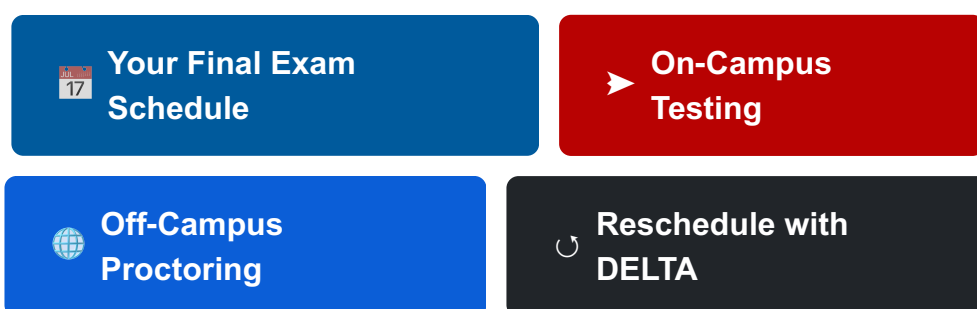 JUL
17
Your Final Exam
Schedule
On-Campus
Testing
Off-Campus
Proctoring
Reschedule with
DELTA